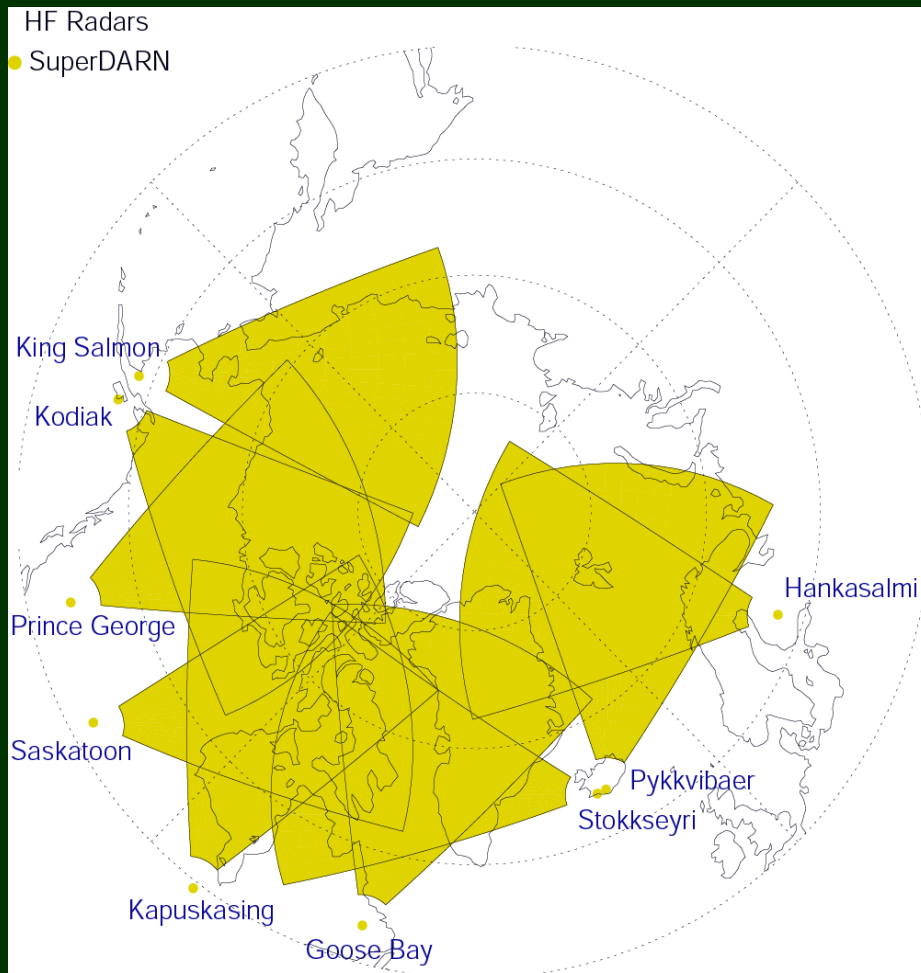 HF Radars
SuperDARN
King Salmon
Kodiak
Prince George
Hankasalmi
Saskatoon
Pykkvibaer
Stokkseyri
Kapuskasing
Goose Bay